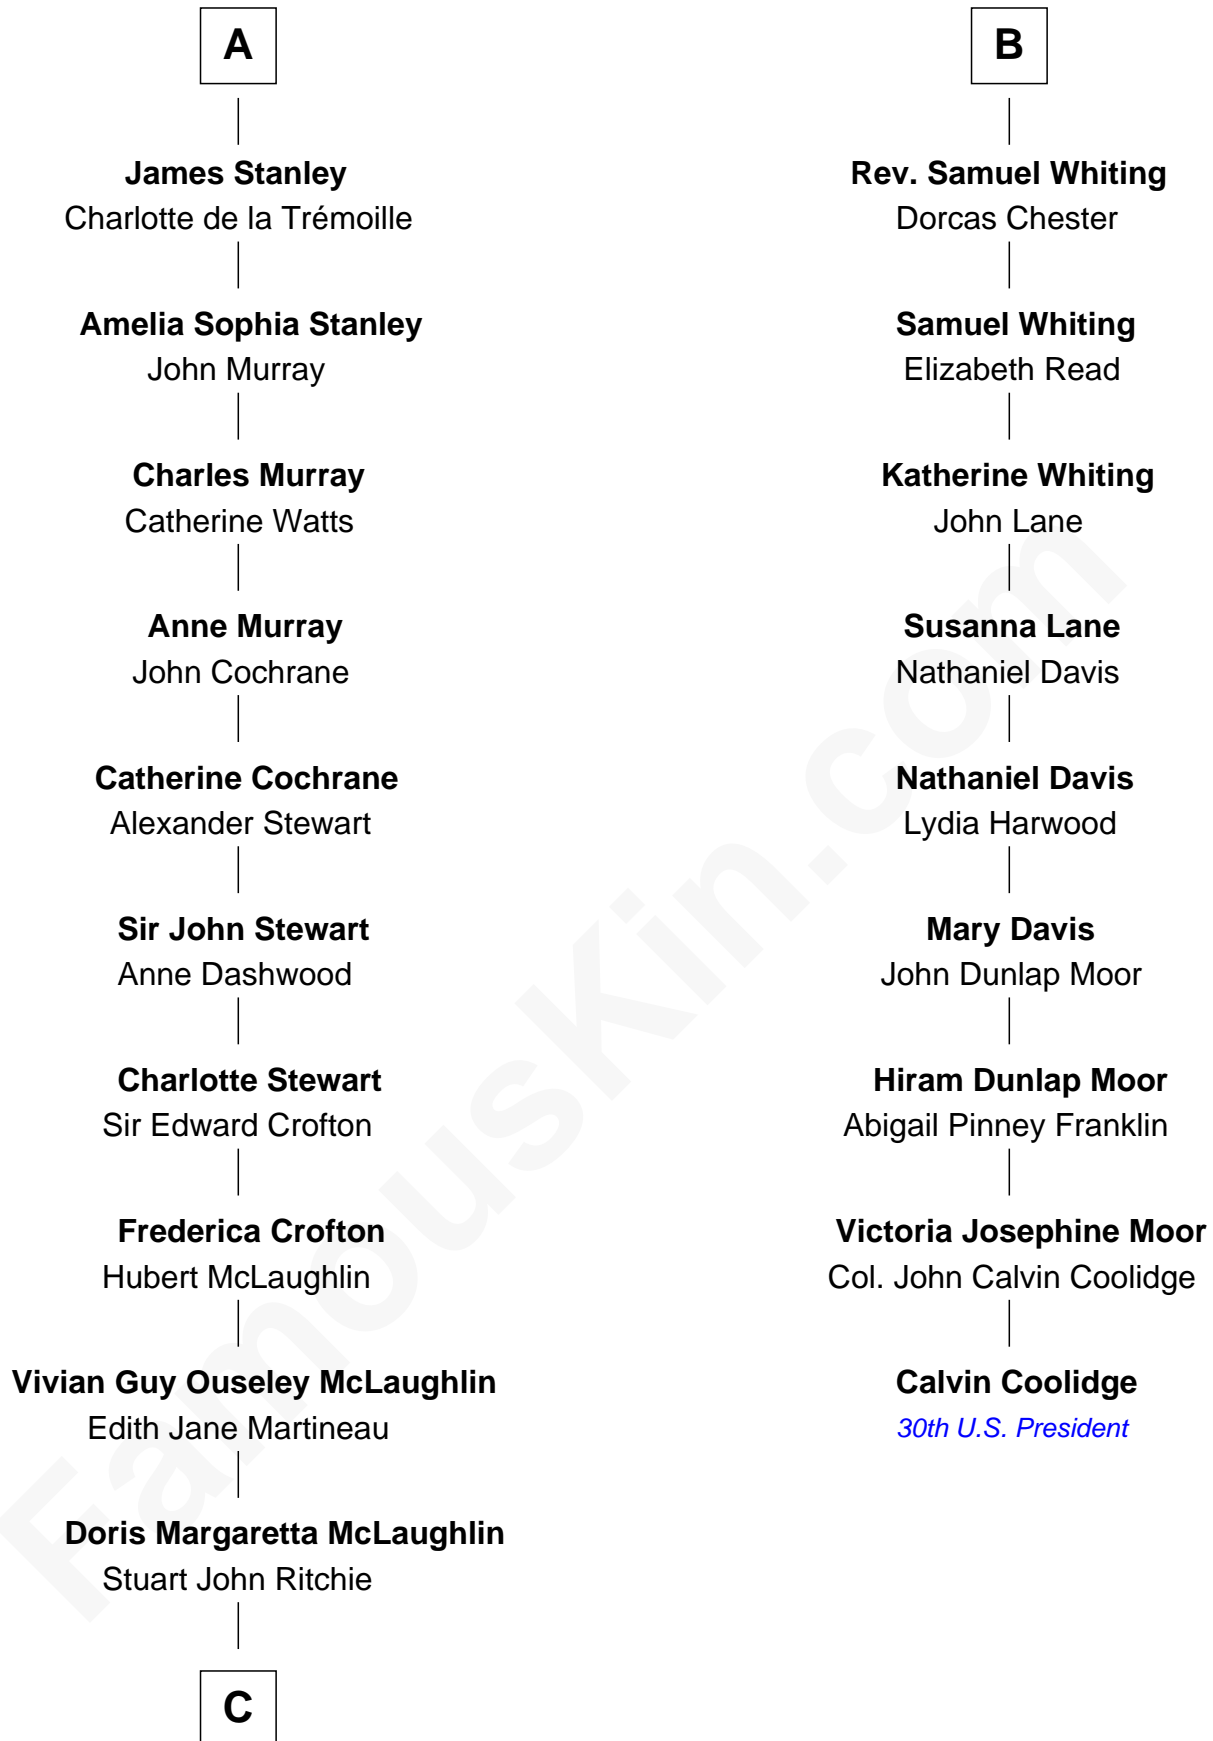 A
James Stanley
Charlotte de la Trémoille
Amelia Sophia Stanley
John Murray
Charles Murray
Catherine Watts
Anne Murray
John Cochrane
Catherine Cochrane
Alexander Stewart
Sir John Stewart
Anne Dashwood
Charlotte Stewart
Sir Edward Crofton
Frederica Crofton
Hubert McLaughlin
Vivian Guy Ouseley McLaughlin
Edith Jane Martineau
Doris Margaretta McLaughlin
Stuart John Ritchie
C
B
Rev. Samuel Whiting
Dorcas Chester
Samuel Whiting
Elizabeth Read
Katherine Whiting
John Lane
Susanna Lane
Nathaniel Davis
Nathaniel Davis
Lydia Harwood
Mary Davis
John Dunlap Moor
Hiram Dunlap Moor
Abigail Pinney Franklin
Victoria Josephine Moor
Col. John Calvin Coolidge
Calvin Coolidge
30th U.S. President
FamousKin.com